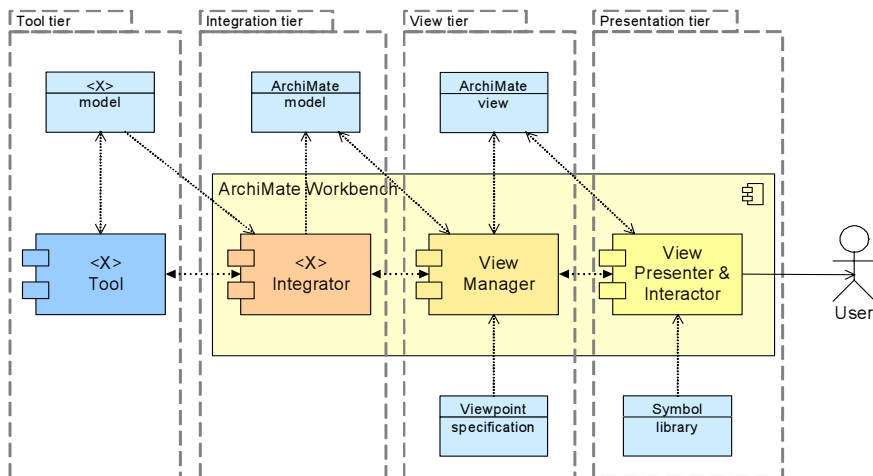 Tool tier
Integration tier
View tier
Presentation tier
<X>
model
ArchiMate
model
ArchiMate
view
ArchiMate Workbench
<X>
Tool
<X>
Integrator
View
Manager
View
Presenter &
Interactor
User
Viewpoint
specification
Symbol
library